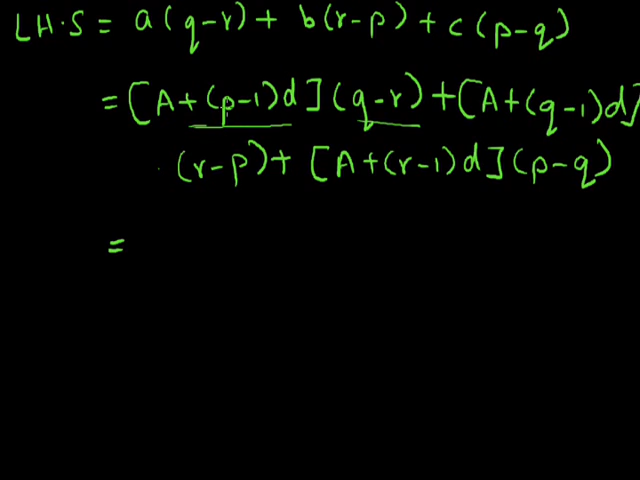 LH·S = a(q-r) + b(r-p) + c(p-q)
= [A+(p-1)d](q-r) + [A+(q-1)d]
(r-p) + [A+(r-1)d](p-q)
=